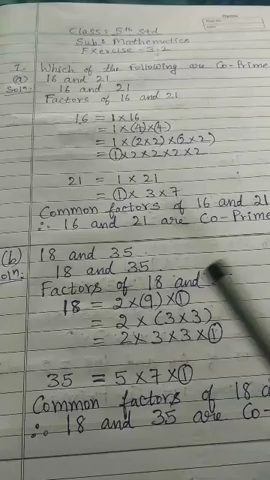 Class: 5th std
Sub: Mathematics
Exercise - 3.2
1. Which of the following are Co-Prime
(a) 16 and 21
Soln: 16 and 21
Factors of 16 and 21
16 = 1×16
= 1×(4)×(4)
= 1×(2×2)×(2×2)
= ①×2×2×2×2
21 = 1×21
= ①×3×7
Common factors of 16 and 21
∴ 16 and 21 are Co-Prime
(b) 18 and 35
Soln: 18 and 35
Factors of 18 and
18 = 2×(9)×①
= 2×(3×3)
= 2×3×3×①
35 = 5×7×①
Common factors of 18 a
∴ 18 and 35 are Co-